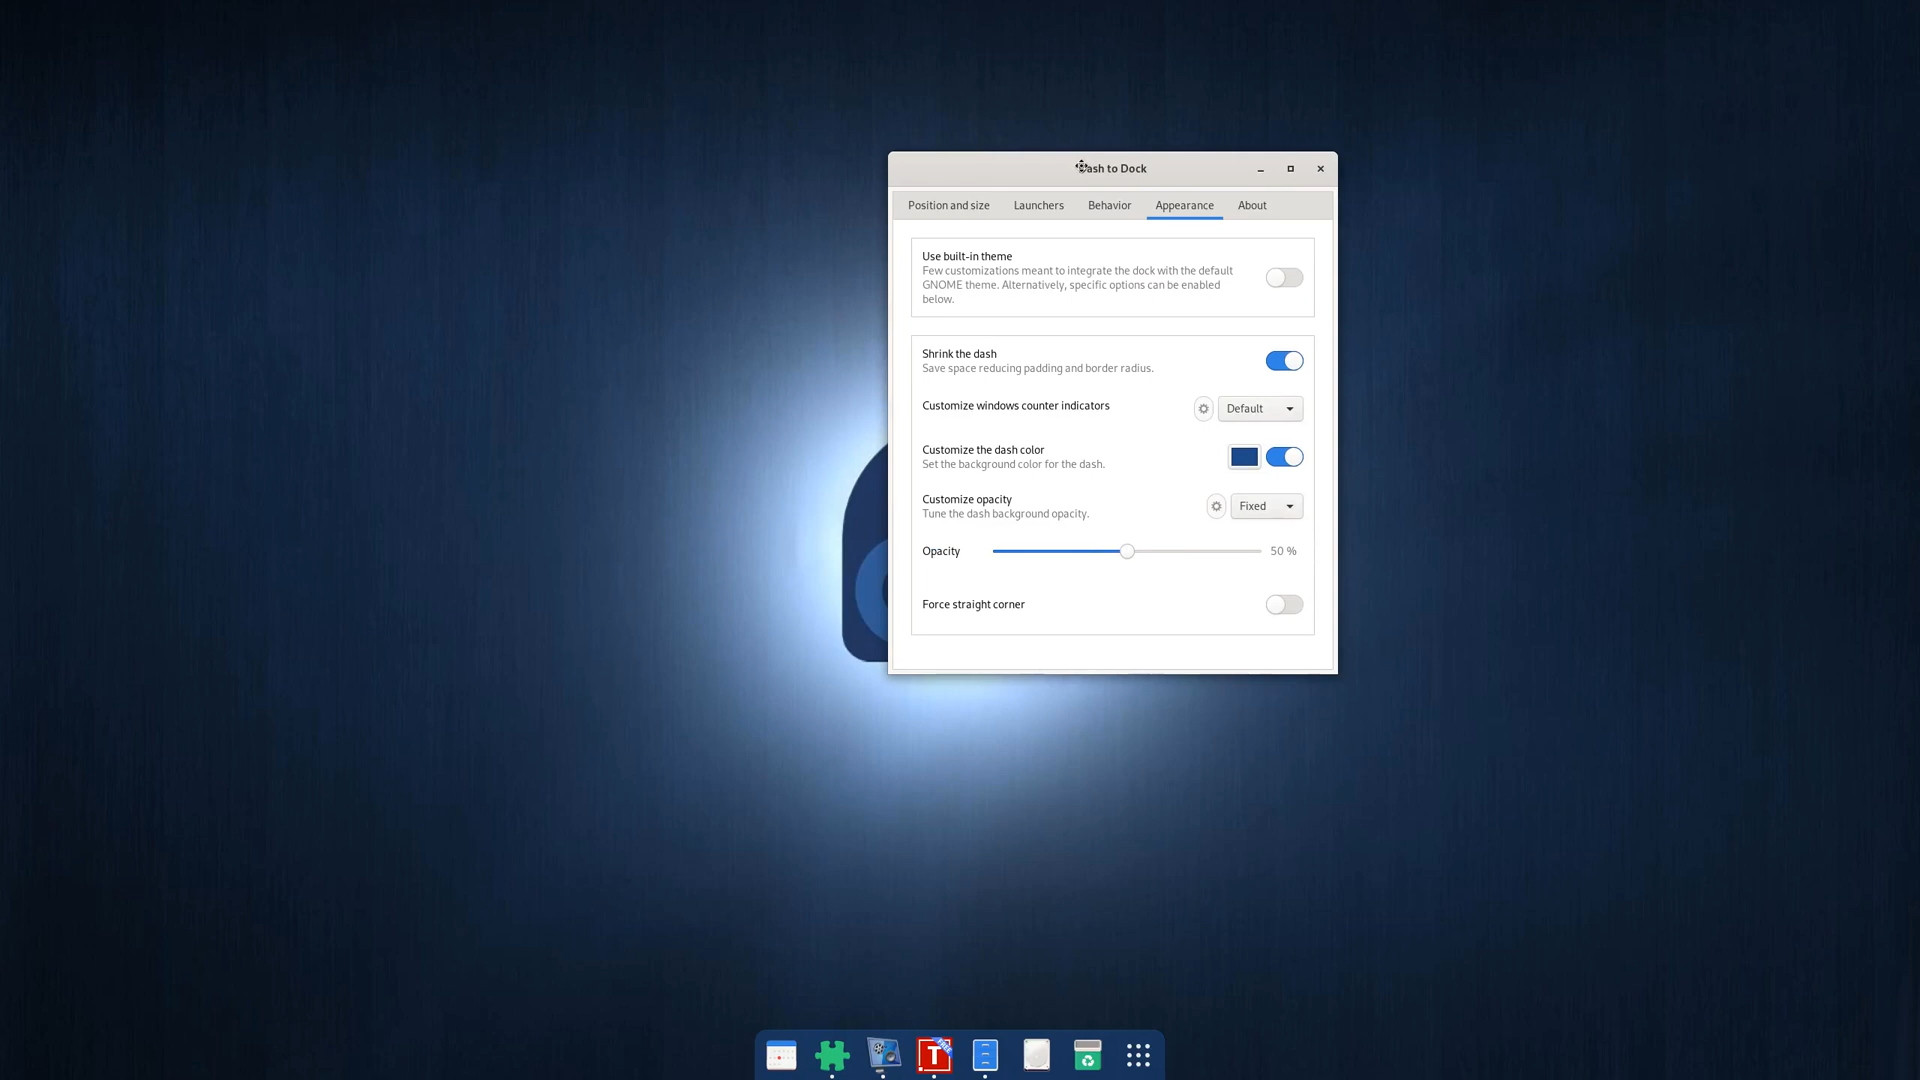 Dash to Dock
Position and size
Launchers
Behavior
Appearance
About
Use built-in theme
Few customizations meant to integrate the dock with the default
GNOME theme. Alternatively, specific options can be enabled
below.
Shrink the dash
Save space reducing padding and border radius.
Customize windows counter indicators
Default
Customize the dash color
Set the background color for the dash.
Customize opacity
Tune the dash background opacity.
Fixed
Opacity
50 %
Force straight corner
T
FREE